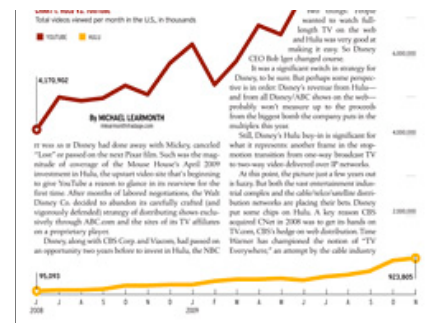 CHART 1: HULU VS. YOUTUBE
Total videos viewed per month in the U.S., in thousands
YOUTUBE HULU
4,170,902
By MICHAEL LEARMONTH
mlearmonth@adage.com
IT WAS as if Disney had done away with Mickey, canceled
"Lost" or passed on the next Pixar film. Such was the mag-
nitude of coverage of the Mouse House's April 2009
investment in Hulu, the upstart video site that's beginning
to give YouTube a reason to glance in its rearview for the
first time. After months of labored negotiations, the Walt
Disney Co. decided to abandon its carefully crafted (and
vigorously defended) strategy of distributing shows exclu-
sively through ABC.com and the sites of its TV affiliates
on a proprietary player.
Disney, along with CBS Corp. and Viacom, had passed on
an opportunity two years before to invest in Hulu, the NBC
two things: People
wanted to watch full-
length TV on the web
and Hulu was very good at
making it easy. So Disney
CEO Bob Iger changed course.
It was a significant switch in strategy for
Disney, to be sure. But perhaps some perspec-
tive is in order: Disney's revenue from Hulu—
and from all Disney/ABC shows on the web—
probably won't measure up to the proceeds
from the biggest bomb the company puts in the
multiplex this year.
Still, Disney's Hulu buy-in is significant for
what it represents: another frame in the stop-
motion transition from one-way broadcast TV
to two-way video delivered over IP networks.
At this point, the picture just a few years out
is fuzzy. But both the vast entertainment indus-
trial complex and the cable/telco/satellite distri-
bution networks are placing their bets. Disney
put some chips on Hulu. A key reason CBS
acquired CNet in 2008 was to get its hands on
TV.com, CBS's hedge on web distribution. Time
Warner has championed the notion of "TV
Everywhere," an attempt by the cable industry
6,000,000
4,000,000
2,000,000
95,093
923,805
J F M A M J J A S O N D J F M A M J J A S O N
2008 2009